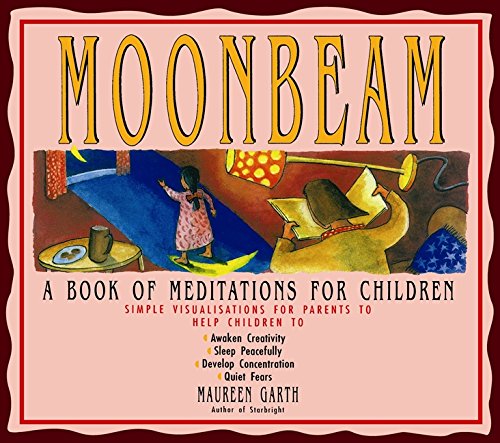 MOONBEAM
A BOOK OF MEDITATIONS FOR CHILDREN
SIMPLE VISUALISATIONS FOR PARENTS TO
HELP CHILDREN TO
Awaken Creativity
Sleep Peacefully
Develop Concentration
Quiet Fears
MAUREEN GARTH
Author of Starbright